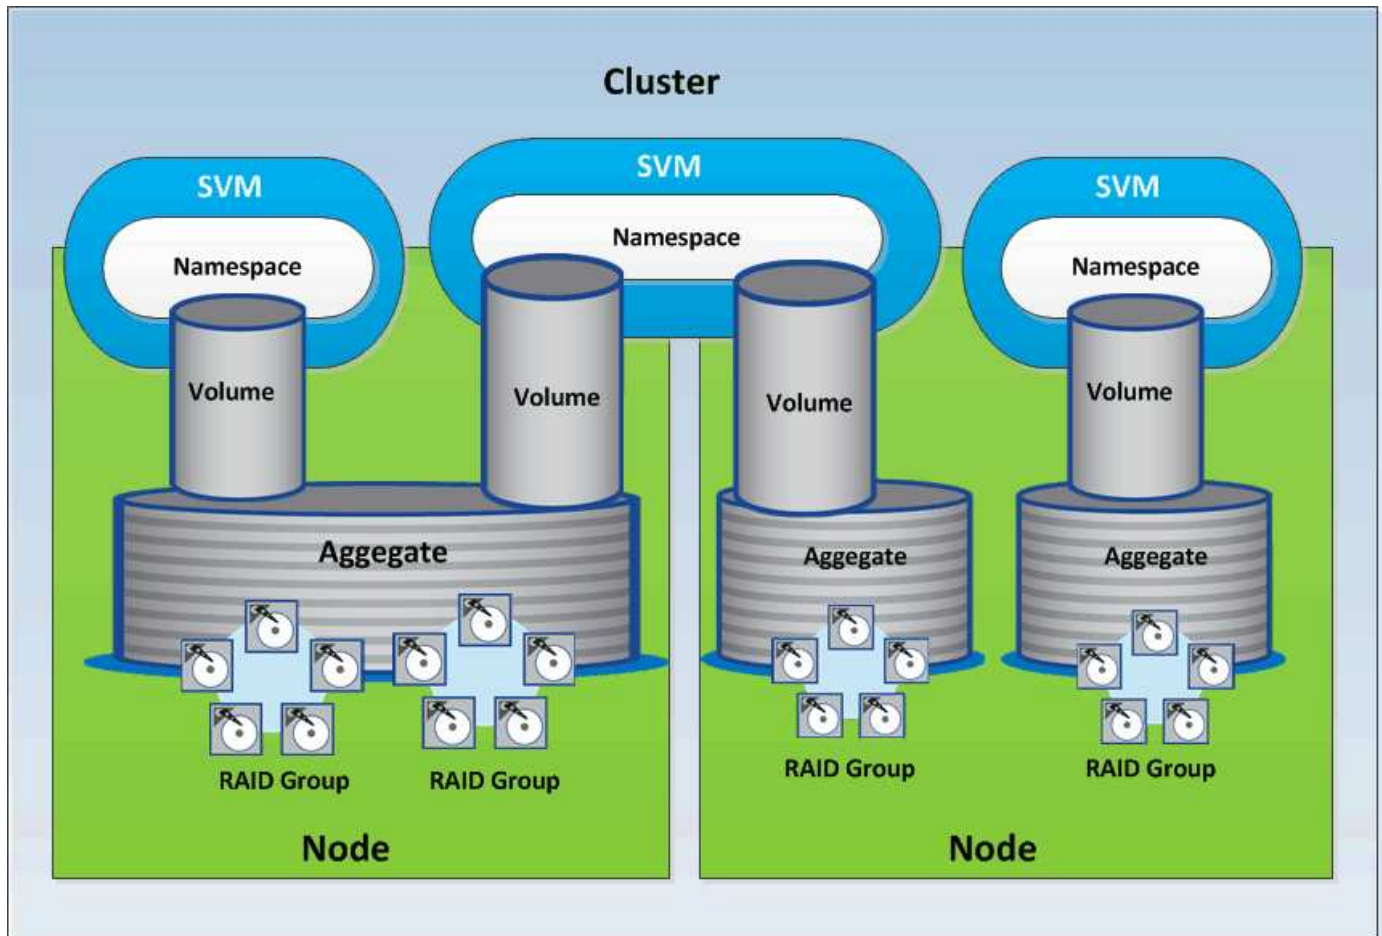 Cluster
SVM
SVM
SVM
Namespace
Namespace
Namespace
Volume
Volume
Volume
Volume
Aggegate
Aggegate
Aggegate
RAID Group
RAID Group
RAID Group
RAID Group
Node
Node